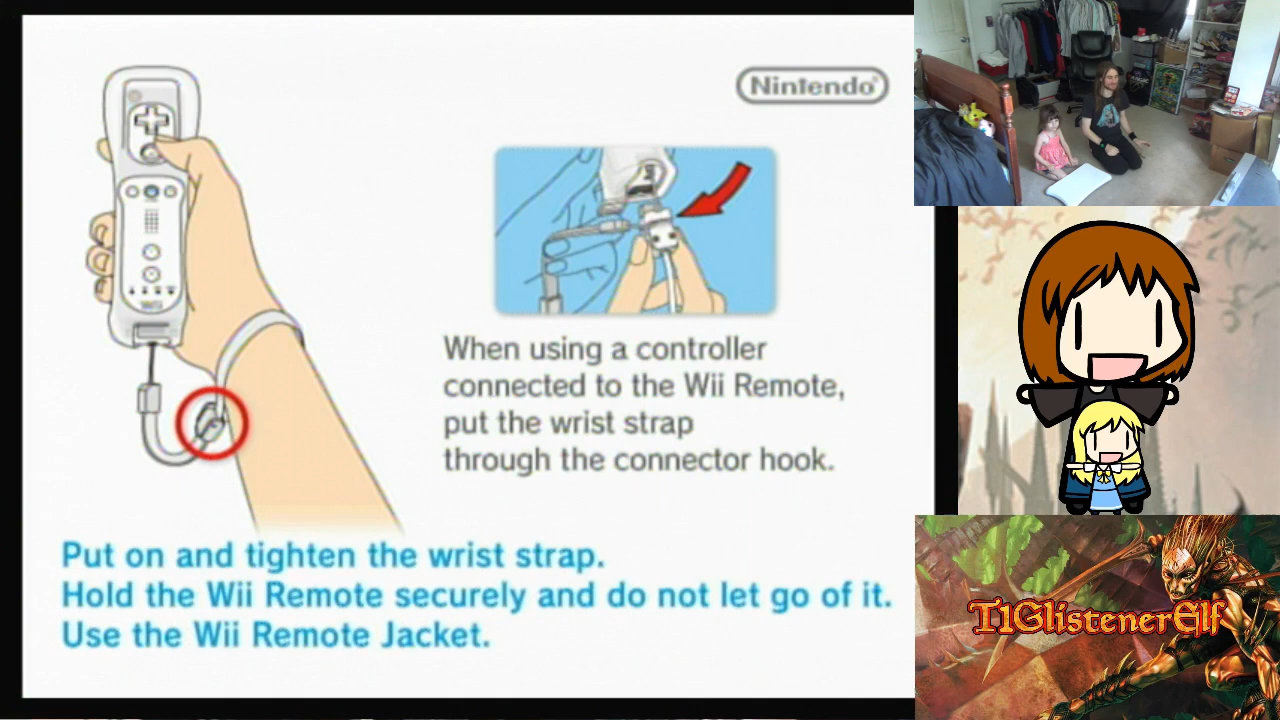 Nintendo
When using a controller
connected to the Wii Remote,
put the wrist strap
through the connector hook.
Put on and tighten the wrist strap.
Hold the Wii Remote securely and do not let go of it.
Use the Wii Remote Jacket.
T1GlistenerElf